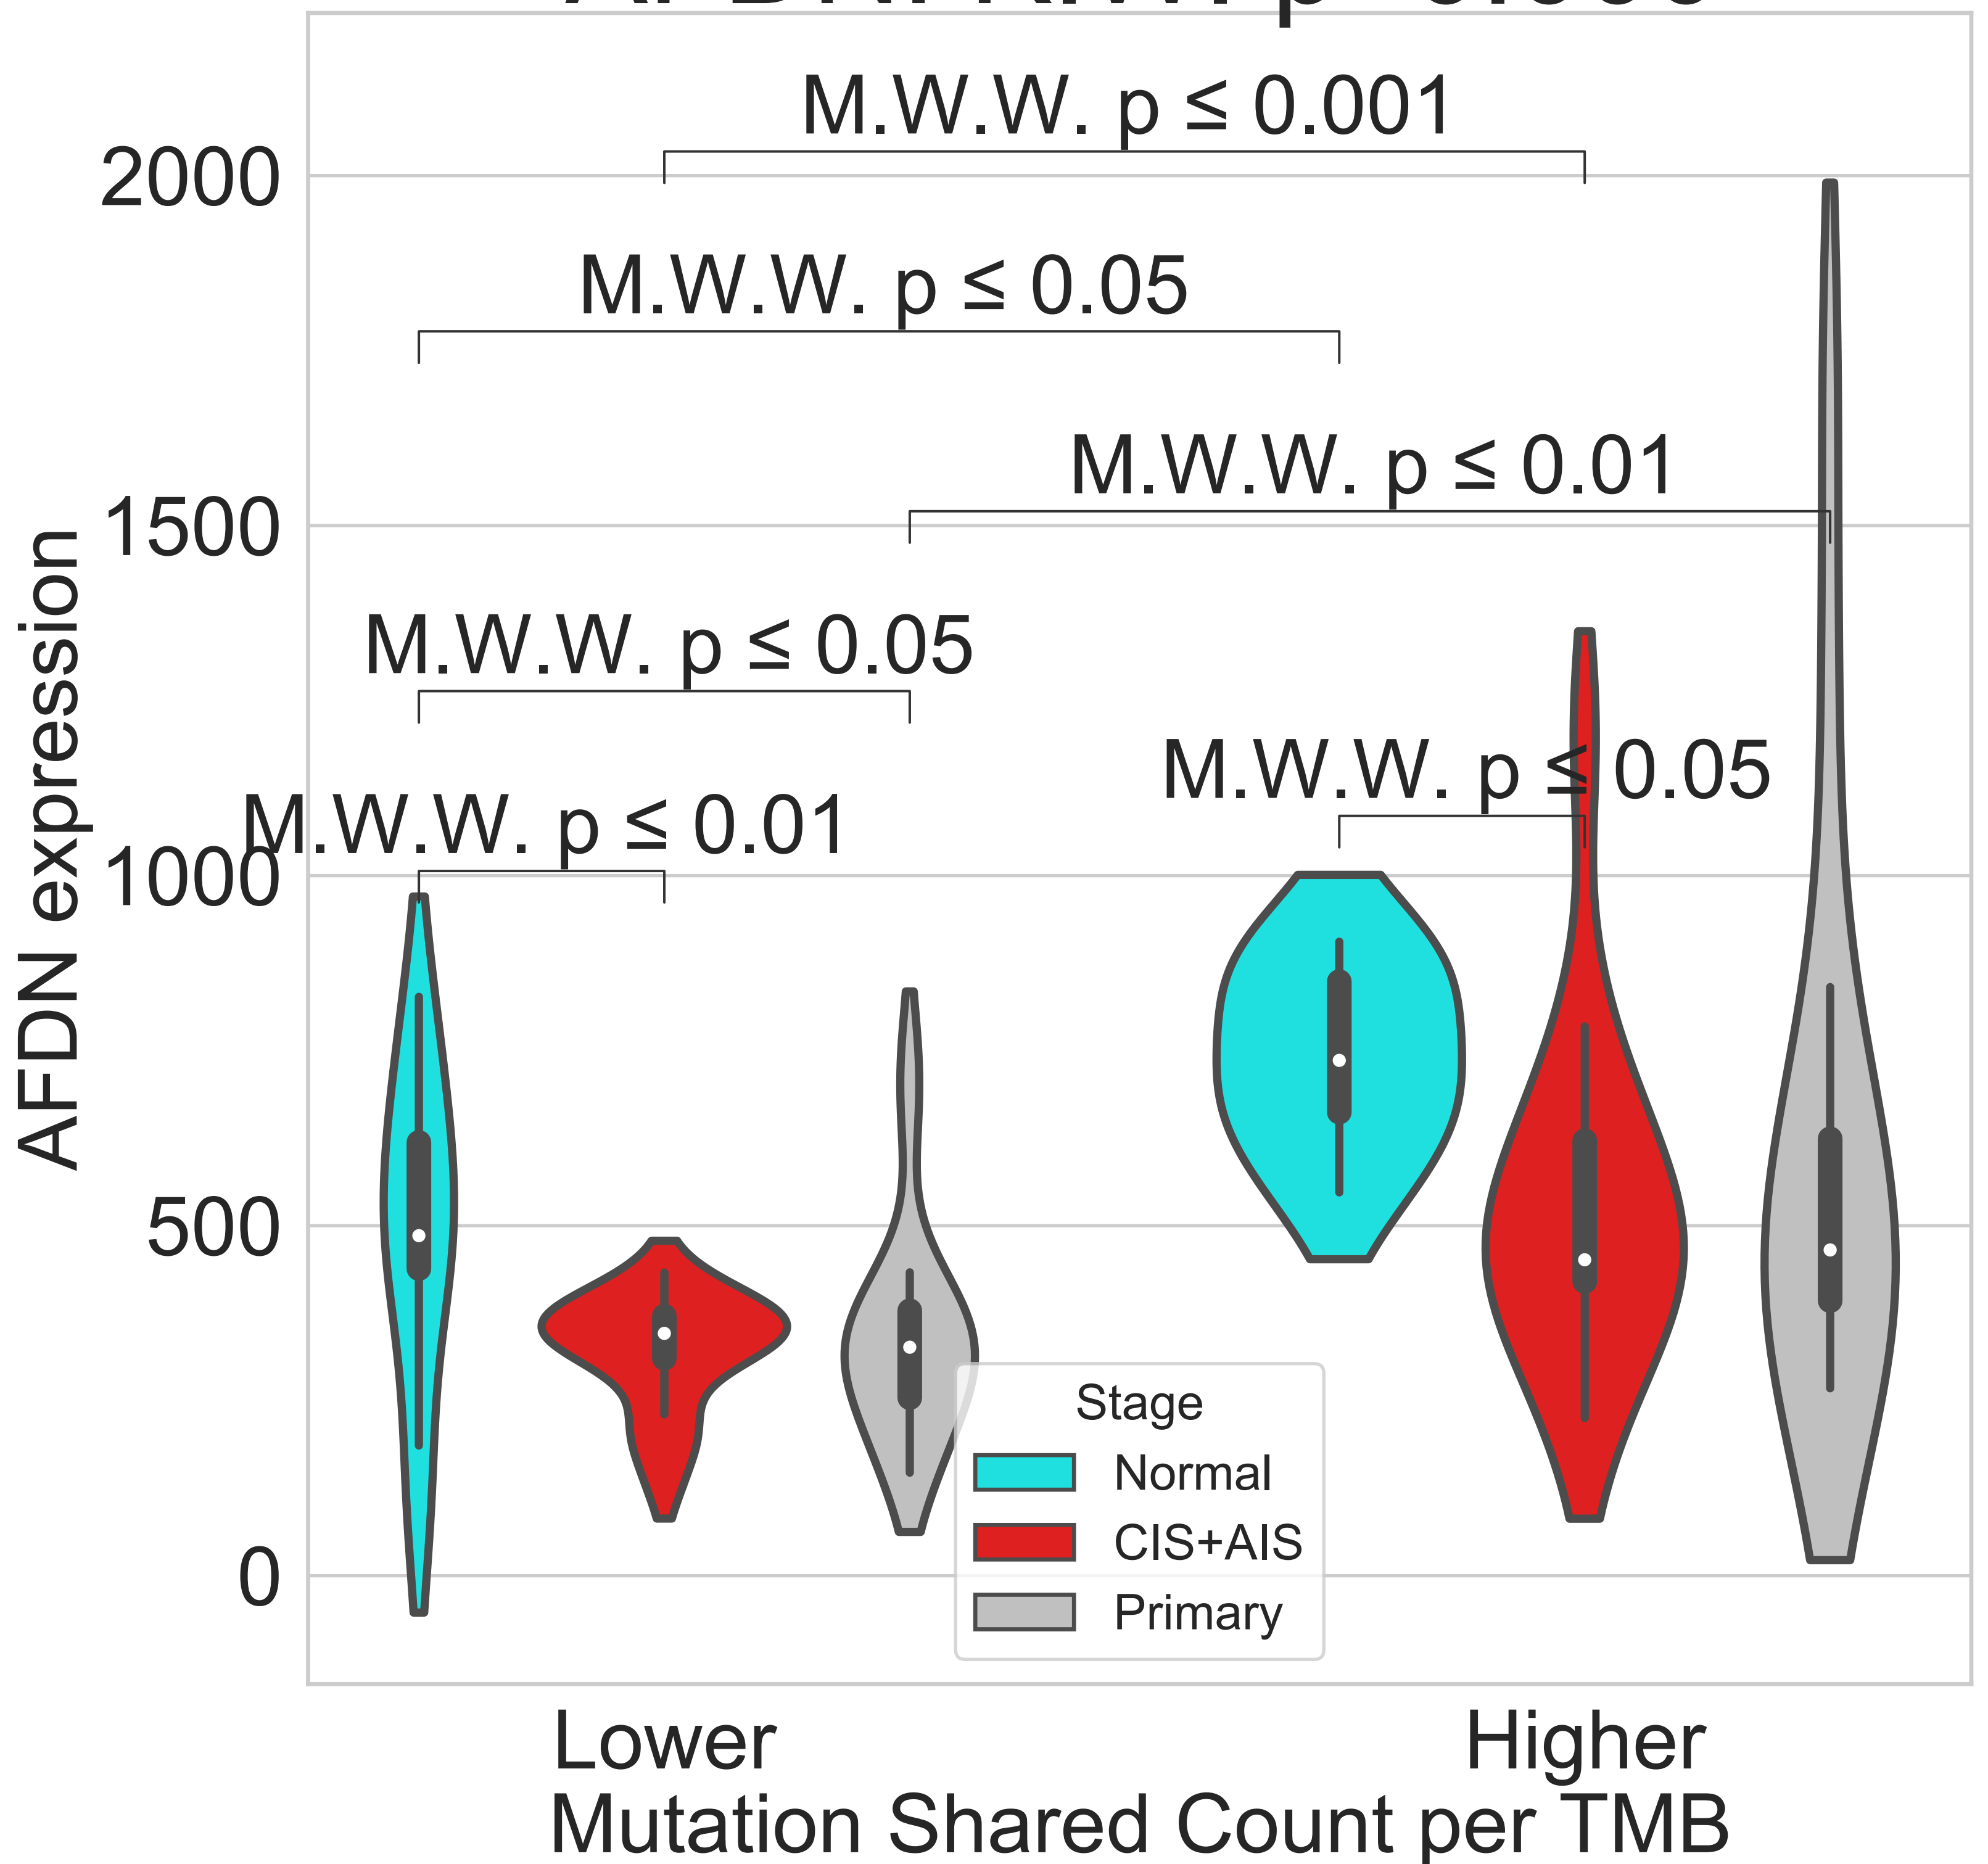 M.W.W. p ≤ 0.001
2000
M.W.W. p ≤ 0.05
M.W.W. p ≤ 0.01
1500
M.W.W. p ≤ 0.05
M.W.W. p ≤ 0.05
M.W.W. p ≤ 0.01
1000
AFDN expression
500
0
Stage
Normal
CIS+AIS
Primary
Lower
Higher
Mutation Shared Count per TMB